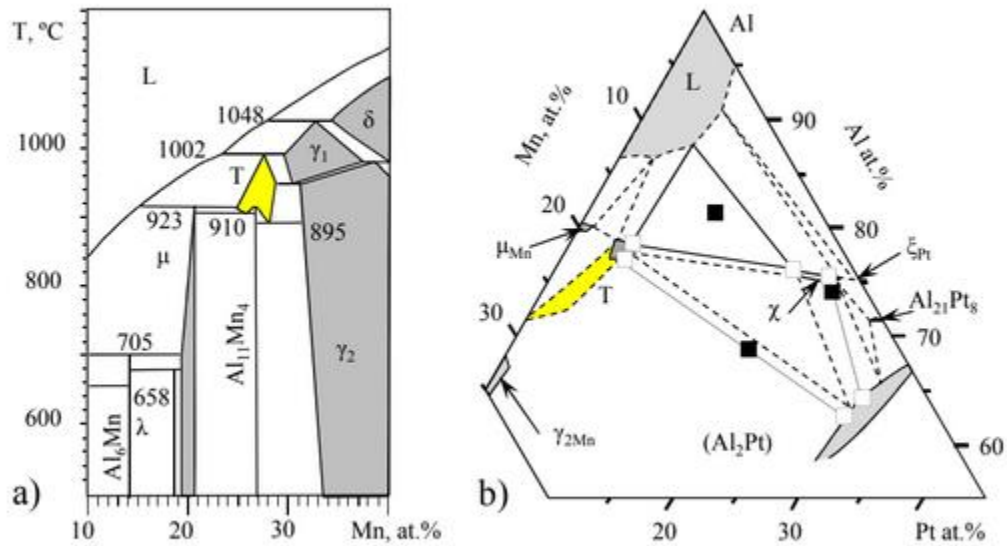 T, ºC
L
1048
δ
1000
1002
γ₁
T
923
910
895
μ
800
Al₁₁Mn₄
γ₂
705
658
λ
600
Al₆Mn
a)
10
20
30
Mn, at.%
Al
L
10
Mn, at.%
90
Al at.%
20
80
μMn
ξPt
T
χ
Al₂₁Pt₈
30
70
γ₂Mn
(Al₂Pt)
60
b)
20
30
Pt at.%